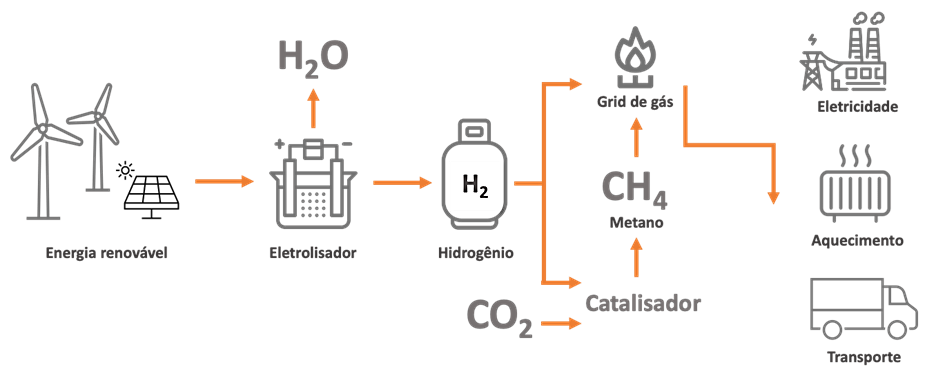 H₂O
Grid de gás
Eletricidade
+ −
H₂
CH₄
Metano
Energia renovável
Eletrolisador
Hidrogênio
Aquecimento
CO₂
Catalisador
Transporte